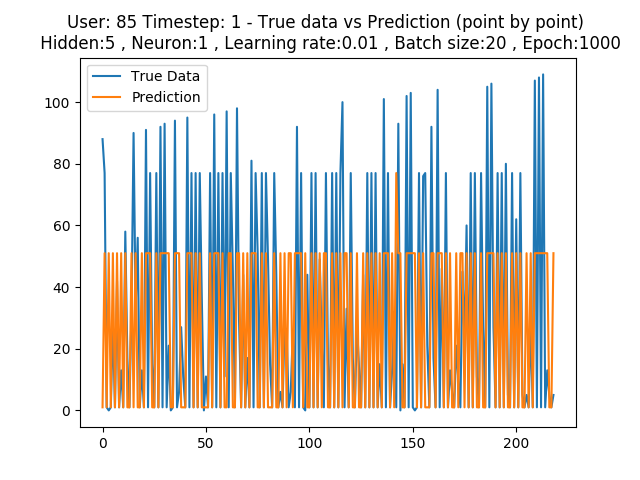 User: 85 Timestep: 1 - True data vs Prediction (point by point)
Hidden:5 , Neuron:1 , Learning rate:0.01 , Batch size:20 , Epoch:1000
True Data
Prediction
100
80
60
40
20
0
0 50 100 150 200